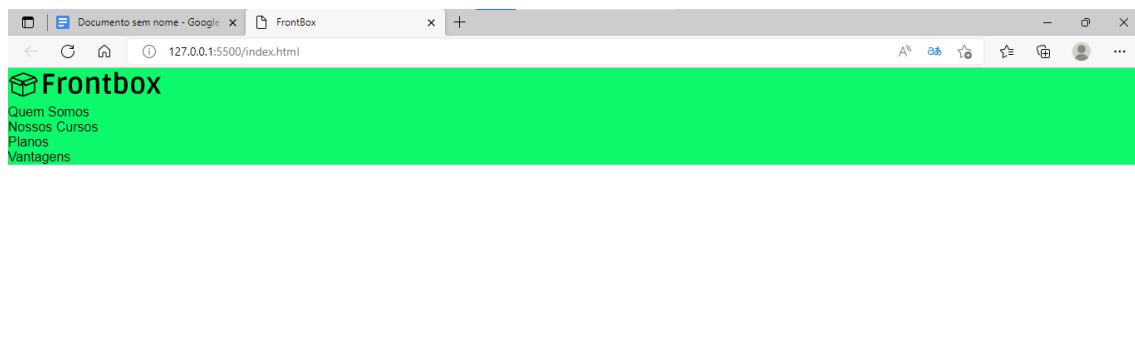 Documento sem nome - Google
FrontBox
127.0.0.1:5500/index.html
Frontbox
Quem Somos
Nossos Cursos
Planos
Vantagens